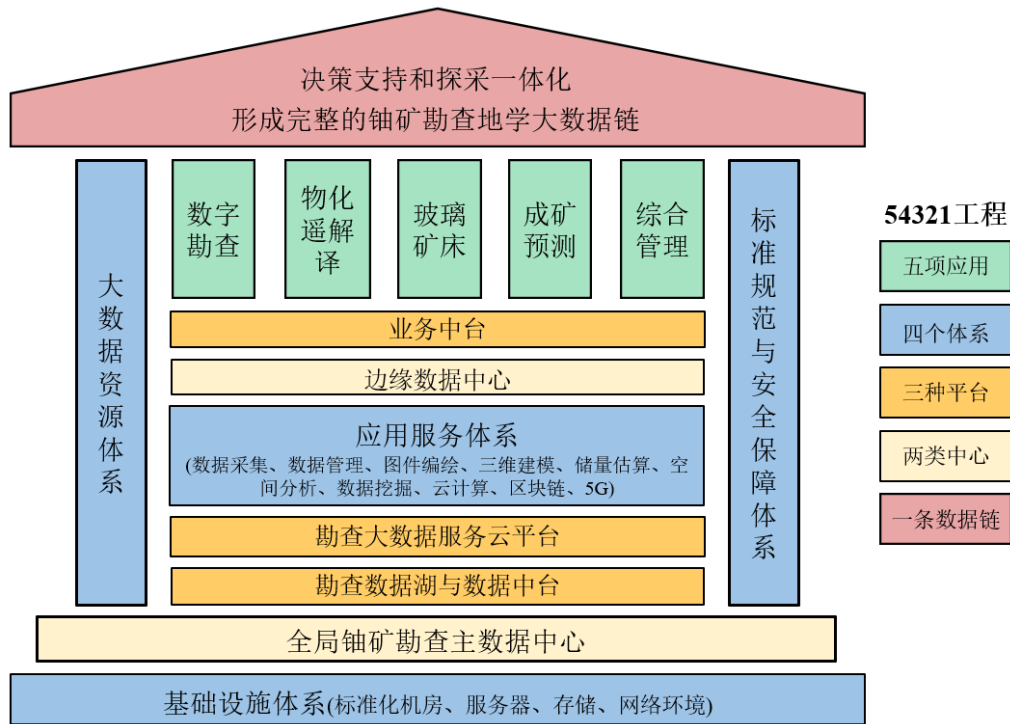 决策支持和探采一体化
形成完整的铀矿勘查地学大数据链
大数据资源体系
数字
勘查
物化
遥解
译
玻璃
矿床
成矿
预测
综合
管理
标准规范与安全保障体系
业务中台
边缘数据中心
应用服务体系
(数据采集、数据管理、图件编绘、三维建模、储量估算、空
间分析、数据挖掘、云计算、区块链、5G)
勘查大数据服务云平台
勘查数据湖与数据中台
全局铀矿勘查主数据中心
基础设施体系(标准化机房、服务器、存储、网络环境)
54321工程
五项应用
四个体系
三种平台
两类中心
一条数据链